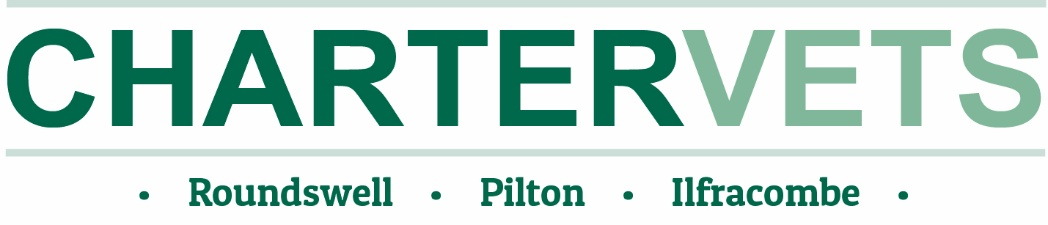 CHARTERVETS
• Roundswell • Pilton • Ilfracombe •